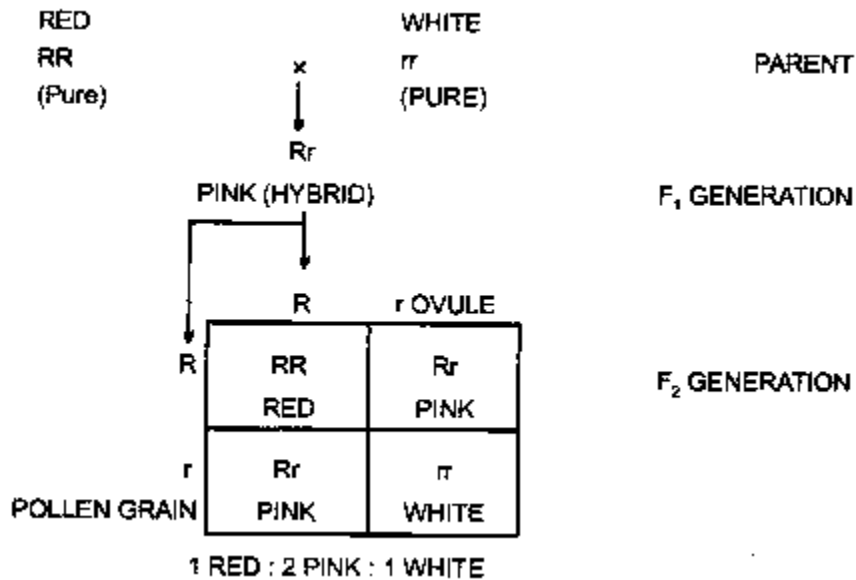 RED WHITE
RR × rr PARENT
(Pure) (PURE)
Rr
PINK (HYBRID) F₁ GENERATION
R r OVULE
R RR Rr F₂ GENERATION
RED PINK
r Rr rr
POLLEN GRAIN PINK WHITE
1 RED : 2 PINK : 1 WHITE